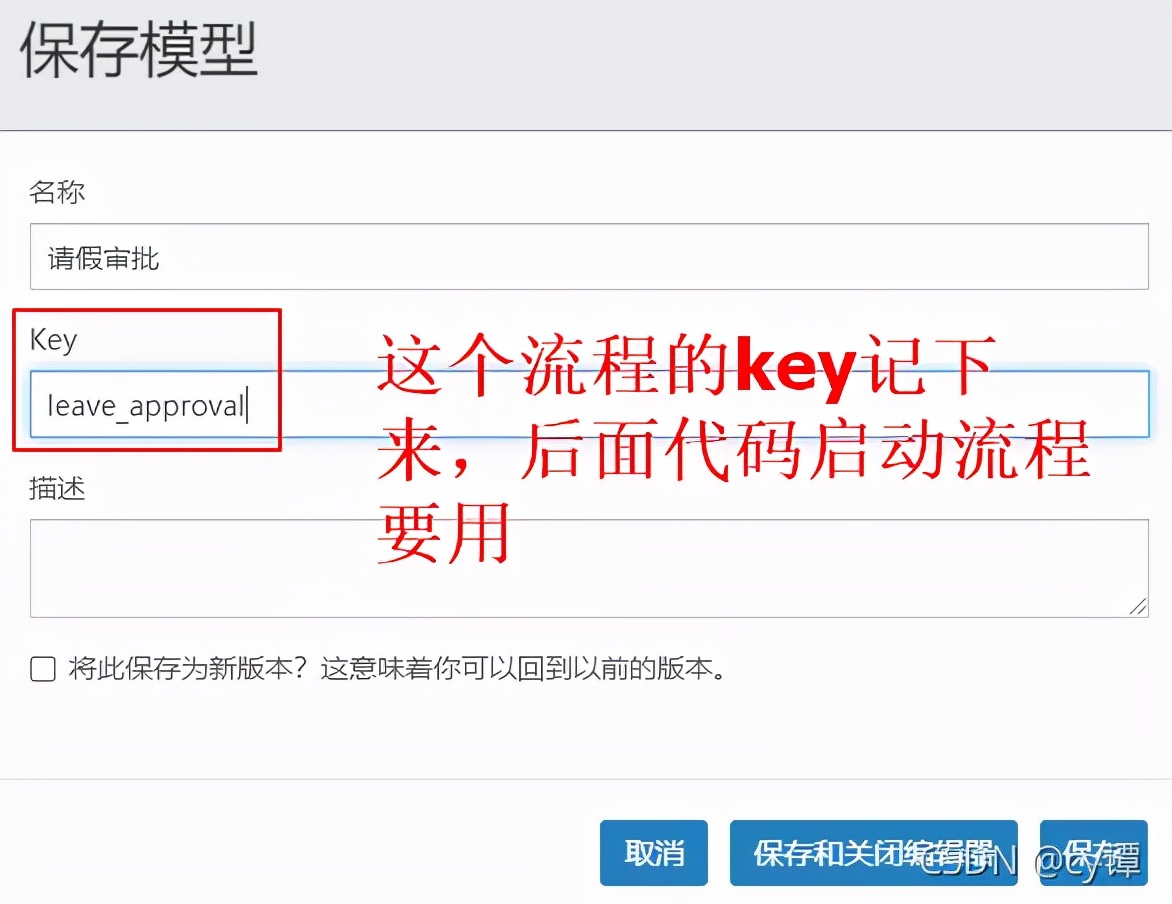 保存模型
名称
请假审批
Key
leave_approval
这个流程的key记下
来，后面代码启动流程
要用
描述
将此保存为新版本？这意味着你可以回到以前的版本。
取消
保存和关闭编辑器
保存
CSDN @cy谭